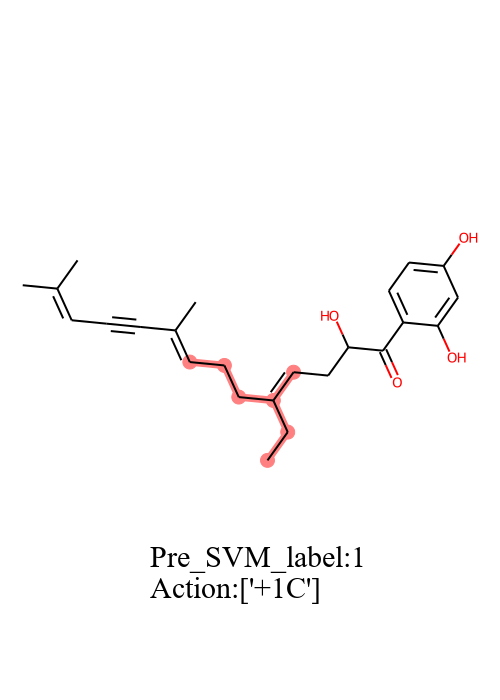 OH
HO
OH
O
Pre_SVM_label:1
Action:['+1C']